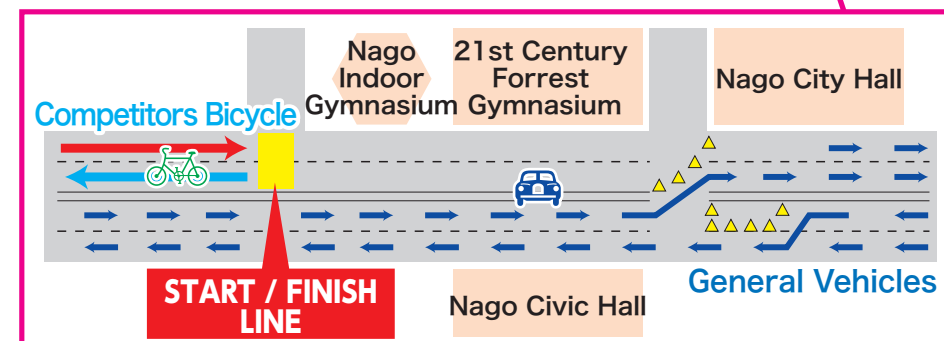 Nago
Indoor
Gymnasium
21st Century
Forrest
Gymnasium
Nago City Hall
Competitors Bicycle
START / FINISH
LINE
Nago Civic Hall
General Vehicles